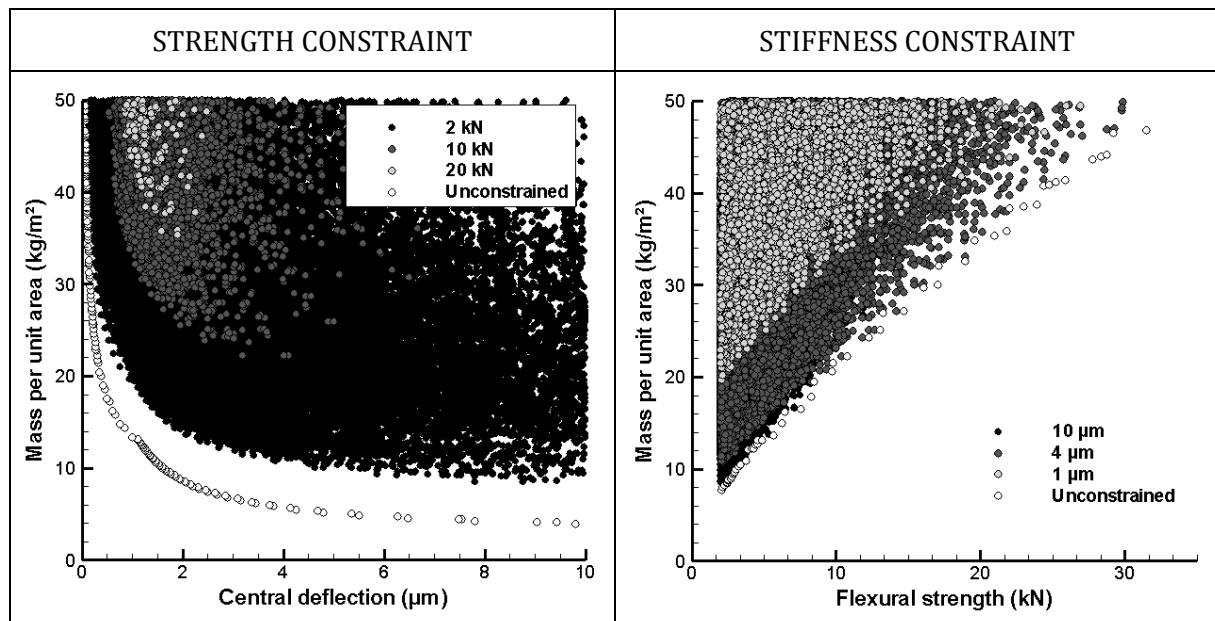 STRENGTH CONSTRAINT
STIFFNESS CONSTRAINT
Mass per unit area (kg/m²)
50
40
30
20
10
0
2 kN
10 kN
20 kN
Unconstrained
0 2 4 6 8 10
Central deflection (µm)
Mass per unit area (kg/m²)
50
40
30
20
10
0
10 µm
4 µm
1 µm
Unconstrained
0 10 20 30
Flexural strength (kN)